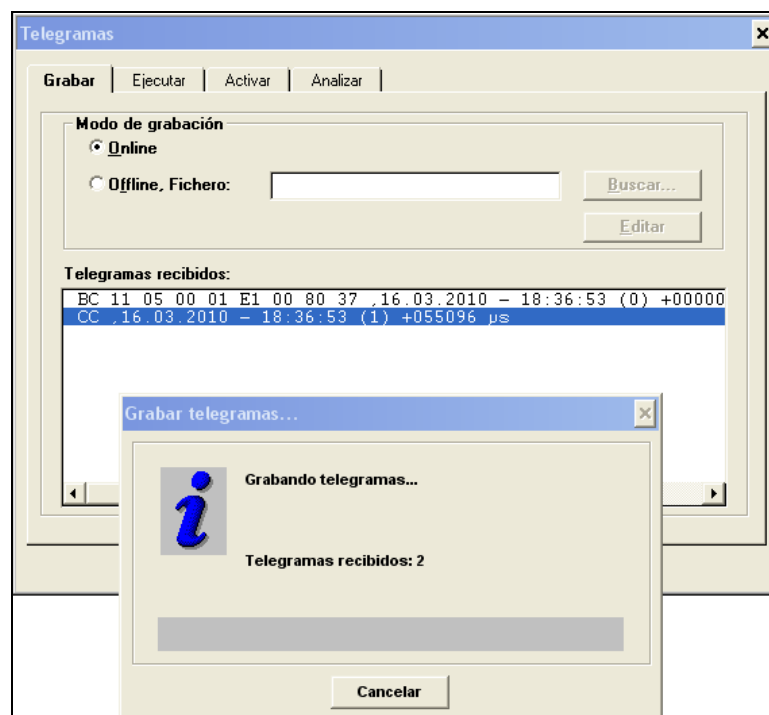 Telegramas
Grabar Ejecutar Activar Analizar
Modo de grabación
Online
Offline, Fichero: Buscar...
Editar
Telegramas recibidos:
BC 11 05 00 01 E1 00 80 37 ,16.03.2010 - 18:36:53 (0) +00000
CC ,16.03.2010 - 18:36:53 (1) +055096 µs
Grabar telegramas...
Grabando telegramas...
Telegramas recibidos: 2
Cancelar